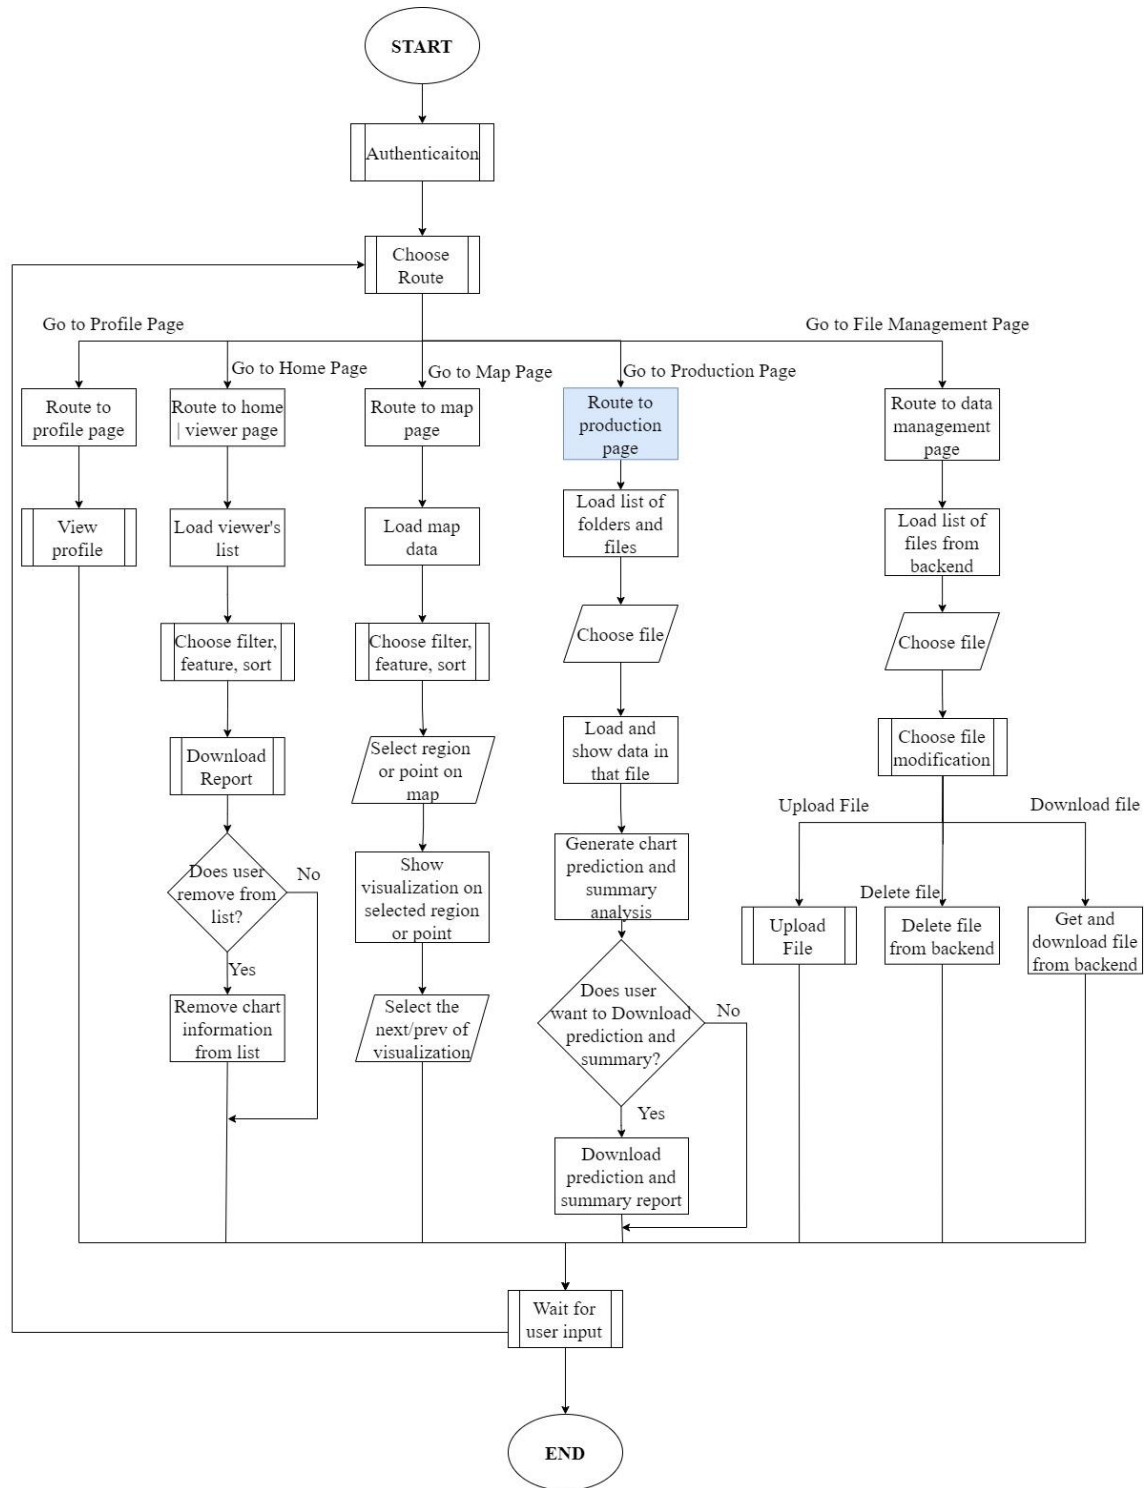 START
Authenticaiton
Choose
Route
Go to Profile Page
Go to File Management Page
Go to Home Page
Go to Map Page
Go to Production Page
Route to
profile page
Route to home
| viewer page
Route to map
page
Route to
production
page
Route to data
management
page
View
profile
Load viewer's
list
Load map
data
Load list of
folders and
files
Load list of
files from
backend
Choose filter,
feature, sort
Choose filter,
feature, sort
Choose file
Choose file
Download
Report
Select region
or point on
map
Load and
show data in
that file
Choose file
modification
Upload File
Download file
Delete file
Does user
remove from
list?
No
Yes
Show
visualization on
selected region
or point
Generate chart
prediction and
summary
analysis
Upload
File
Delete file
from backend
Get and
download file
from backend
Remove chart
information
from list
Select the
next/prev of
visualization
Does user
want to Download
prediction and
summary?
No
Yes
Download
prediction and
summary report
Wait for
user input
END